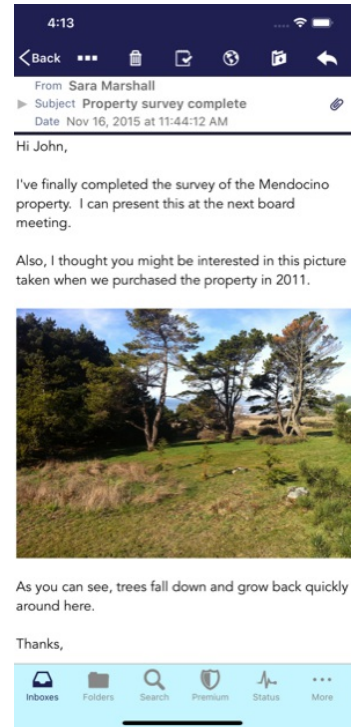 4:13
Back
From Sara Marshall
Subject Property survey complete
Date Nov 16, 2015 at 11:44:12 AM
Hi John,
I've finally completed the survey of the Mendocino
property.  I can present this at the next board
meeting.
Also, I thought you might be interested in this picture
taken when we purchased the property in 2011.
As you can see, trees fall down and grow back quickly
around here.
Thanks,
Inboxes Folders Search Premium Status More